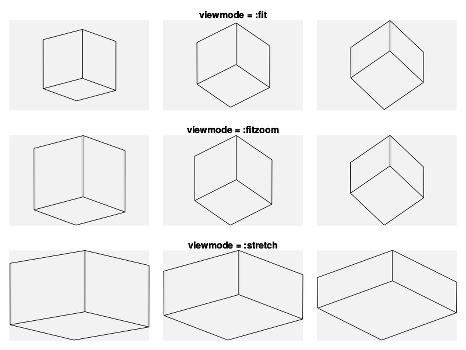 viewmode = :fit
viewmode = :fitzoom
viewmode = :stretch